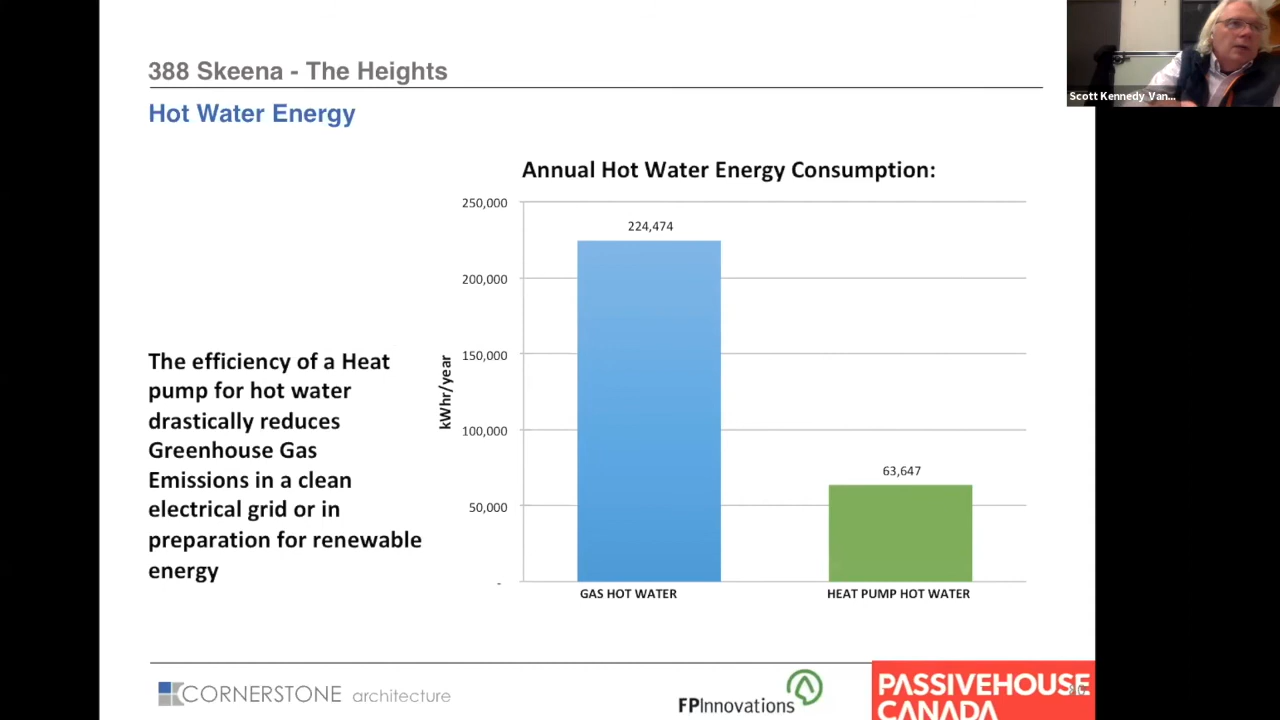 388 Skeena - The Heights
Scott Kennedy Van...
Hot Water Energy
Annual Hot Water Energy Consumption:
250,000
224,474
200,000
150,000
100,000
50,000
-
kWhr/year
63,647
GAS HOT WATER
HEAT PUMP HOT WATER
The efficiency of a Heat
pump for hot water
drastically reduces
Greenhouse Gas
Emissions in a clean
electrical grid or in
preparation for renewable
energy
CORNERSTONE architecture
FPInnovations
PASSIVEHOUSE
CANADA